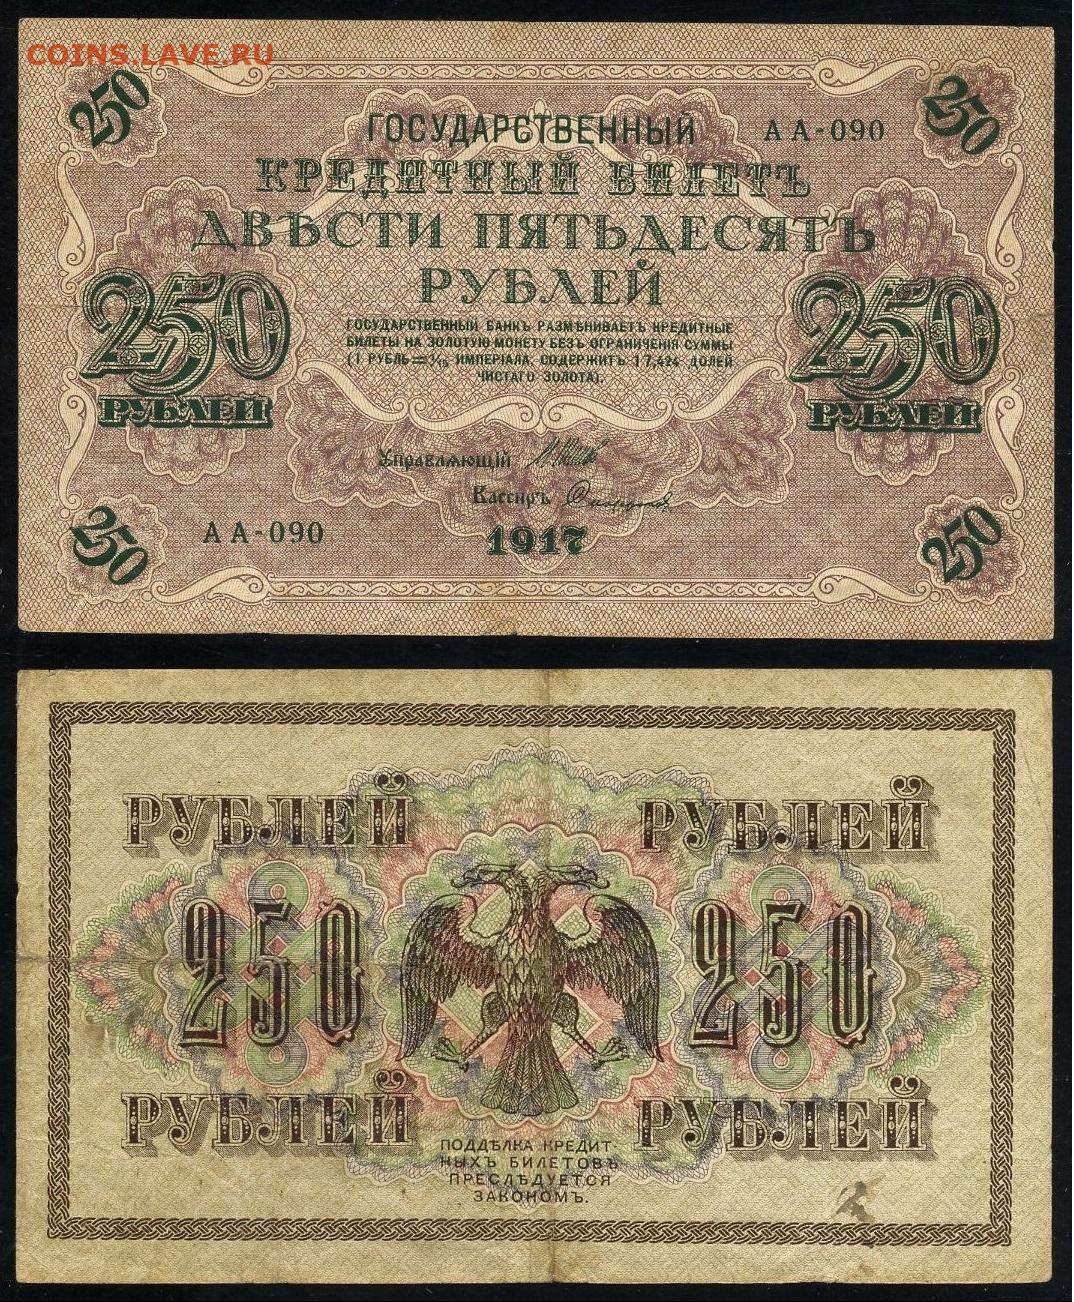 COINS.LAVE.RU
250
250
ГОСУДАРСТВЕННЫЙ
АА-090
КРЕДИТНЫЙ БИЛЕТЪ
ДВѢСТИ ПЯТЬДЕСЯТЪ
РУБЛЕЙ
250
РУБЛЕЙ
250
РУБЛЕЙ
ГОСУДАРСТВЕННЫЙ БАНКЪ РАЗМѢНИВАЕТЪ КРЕДИТНЫЕ
БИЛЕТЫ НА ЗОЛОТУЮ МОНЕТУ БЕЗЪ ОГРАНИЧЕНІЯ СУММЫ
(1 РУБЛЬ = 1/15 ИМПЕРІАЛА, СОДЕРЖИТЪ 17,424 ДОЛЕЙ
ЧИСТАГО ЗОЛОТА).
Управляющій
Кассиръ
1917
250
АА-090
250
РУБЛЕЙ РУБЛЕЙ
250 250
РУБЛЕЙ РУБЛЕЙ
ПОДДѢЛКА КРЕДИТ-
НЫХЪ БИЛЕТОВЪ
ПРЕСЛѢДУЕТСЯ
ЗАКОНОМЪ.